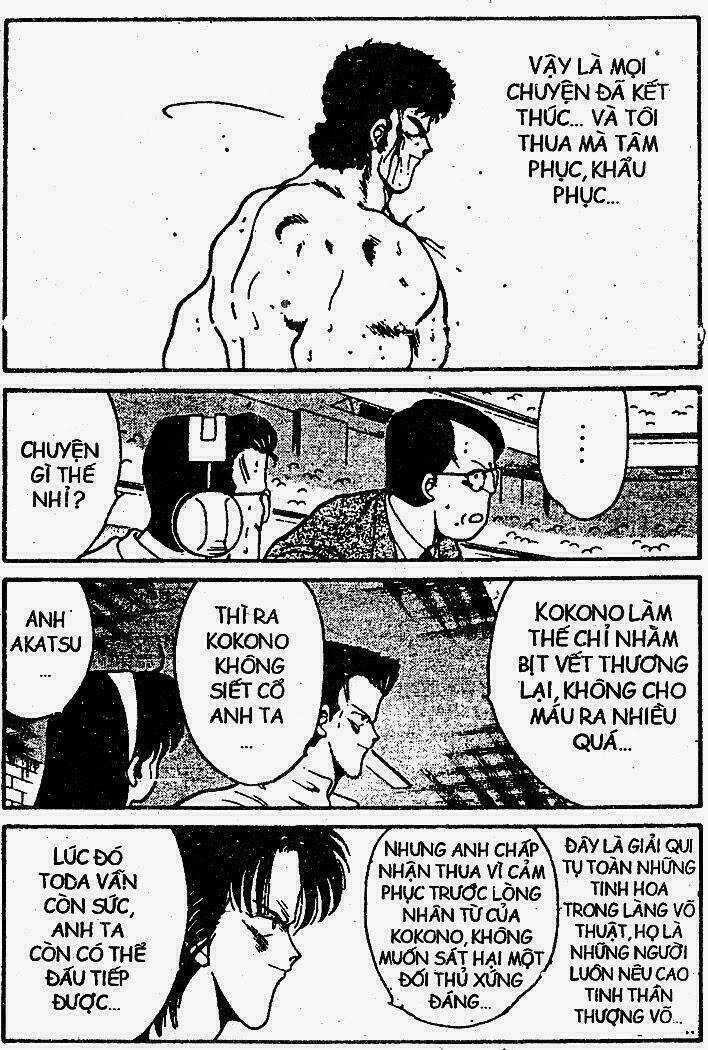 VẬY LÀ MỌI
CHUYỆN ĐÃ KẾT
THÚC... VÀ TÔI
THUA MÀ TÂM
PHỤC, KHẨU
PHỤC...
CHUYỆN
GÌ THẾ
NHỈ?
....
ANH
AKATSU
...
THÌ RA
KOKONO
KHÔNG
SIẾT CỔ
ANH TA
...
KOKONO LÀM
THẾ CHỈ NHẰM
BỊT VẾT THƯƠNG
LẠI, KHÔNG CHO
MÁU RA NHIỀU
QUÁ...
LÚC ĐÓ
TODA VẪN
CÒN SỨC,
ANH TA
CÒN CÓ THỂ
ĐẤU TIẾP
ĐƯỢC...
NHƯNG ANH CHẤP
NHẬN THUA VÌ CẢM
PHỤC TRƯỚC LÒNG
NHÂN TỪ CỦA
KOKONO, KHÔNG
MUỐN SÁT HẠI MỘT
ĐỐI THỦ XỨNG
ĐÁNG...
ĐÂY LÀ GIẢI QUI
TỤ TOÀN NHỮNG
TINH HOA
TRONG LÀNG VÕ
THUẬT, HỌ LÀ
NHỮNG NGƯỜI
LUÔN NÊU CAO
TINH THẦN
THƯỢNG VÕ...